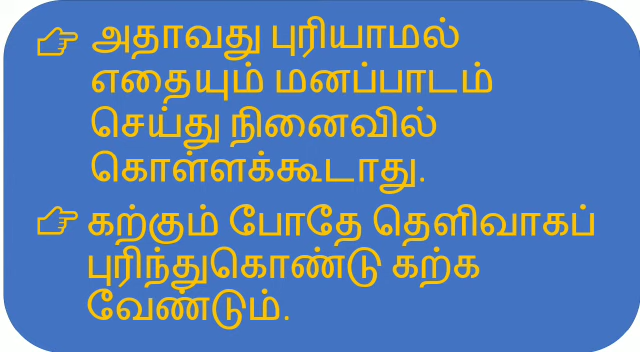 அதாவது புரியாமல்
எதையும் மனப்பாடம்
செய்து நினைவில்
கொள்ளக்கூடாது.
கற்கும் போதே தெளிவாகப்
புரிந்துகொண்டு கற்க
வேண்டும்.